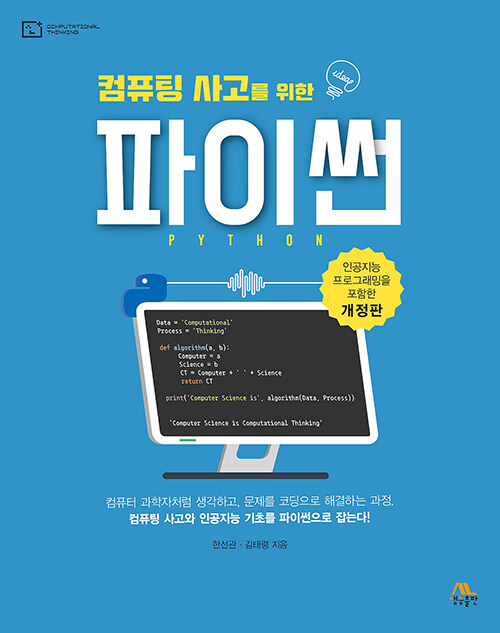 COMPUTATIONAL
THINKING
idea
컴퓨팅 사고를 위한
파이썬
PYTHON
인공지능
프로그래밍을
포함한
개정판
Data = 'Computational'
Process = 'Thinking'
def algorithm(a, b):
Computer = a
Science = b
CT = Computer + ' ' + Science
return CT
print('Computer Science is', algorithm(Data, Process))
'Computer Science is Computational Thinking'
컴퓨터 과학자처럼 생각하고, 문제를 코딩으로 해결하는 과정,
컴퓨팅 사고와 인공지능 기초를 파이썬으로 잡는다!
한선관 · 김태령 지음
생능출판